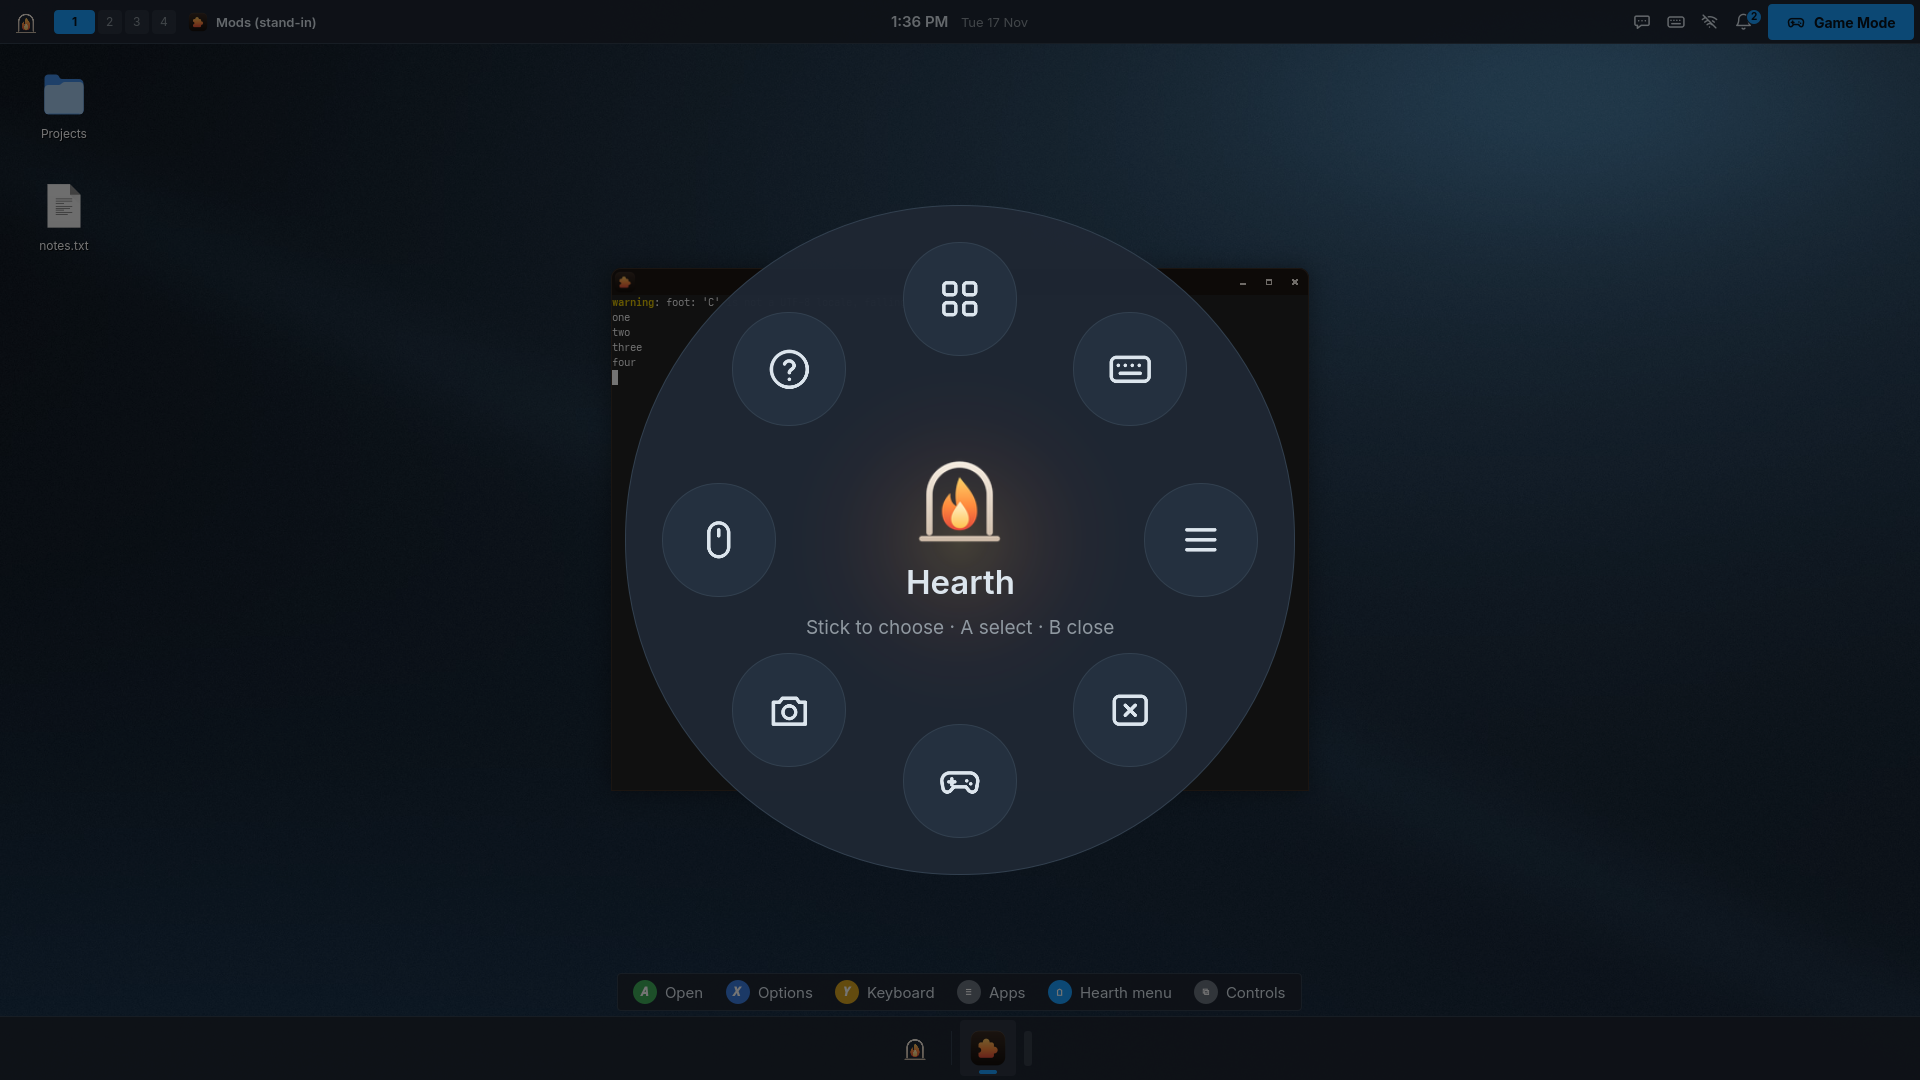 1 2 3 4 Mods (stand-in) 1:36 PM Tue 17 Nov 2 Game Mode
Projects
notes.txt
warning: foot: 'C'
one
two
three
four
Hearth
Stick to choose · A select · B close
A Open X Options Y Keyboard Apps Hearth menu Controls